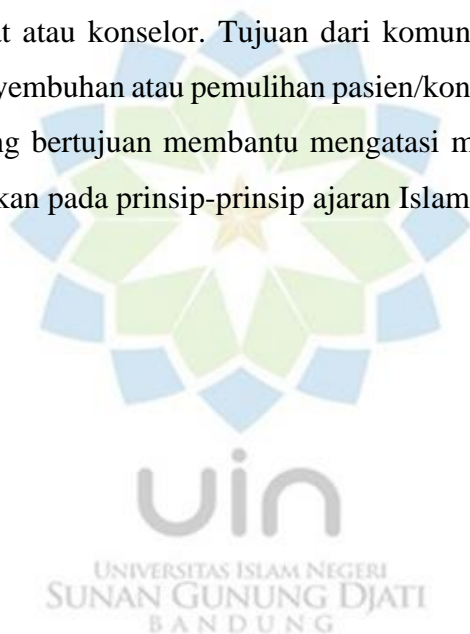 at atau konselor. Tujuan dari komun
yembuhan atau pemulihan pasien/kon
ng bertujuan membantu mengatasi m
kan pada prinsip-prinsip ajaran Islam
uin
UNIVERSITAS ISLAM NEGERI
SUNAN GUNUNG DJATI
BANDUNG